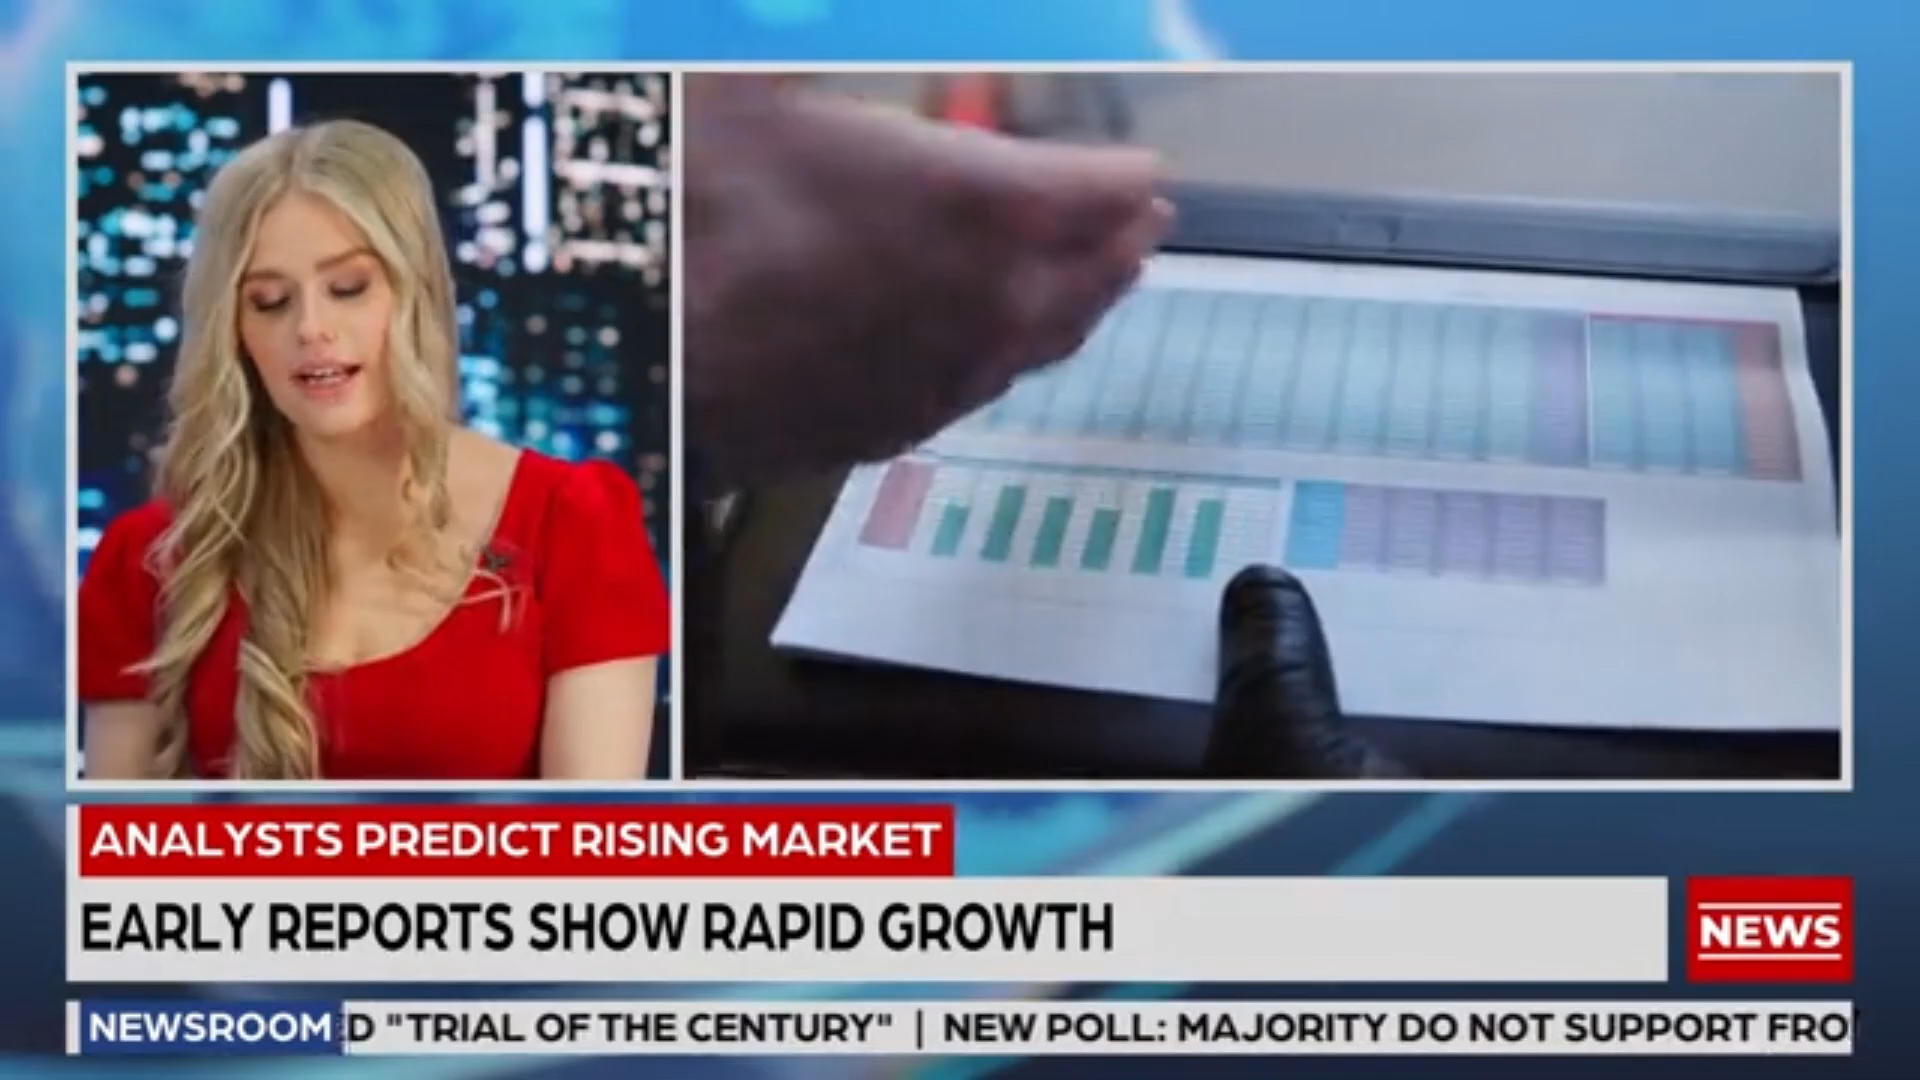 ANALYSTS PREDICT RISING MARKET
EARLY REPORTS SHOW RAPID GROWTH
NEWS
NEWSROOM D "TRIAL OF THE CENTURY" | NEW POLL: MAJORITY DO NOT SUPPORT FRO